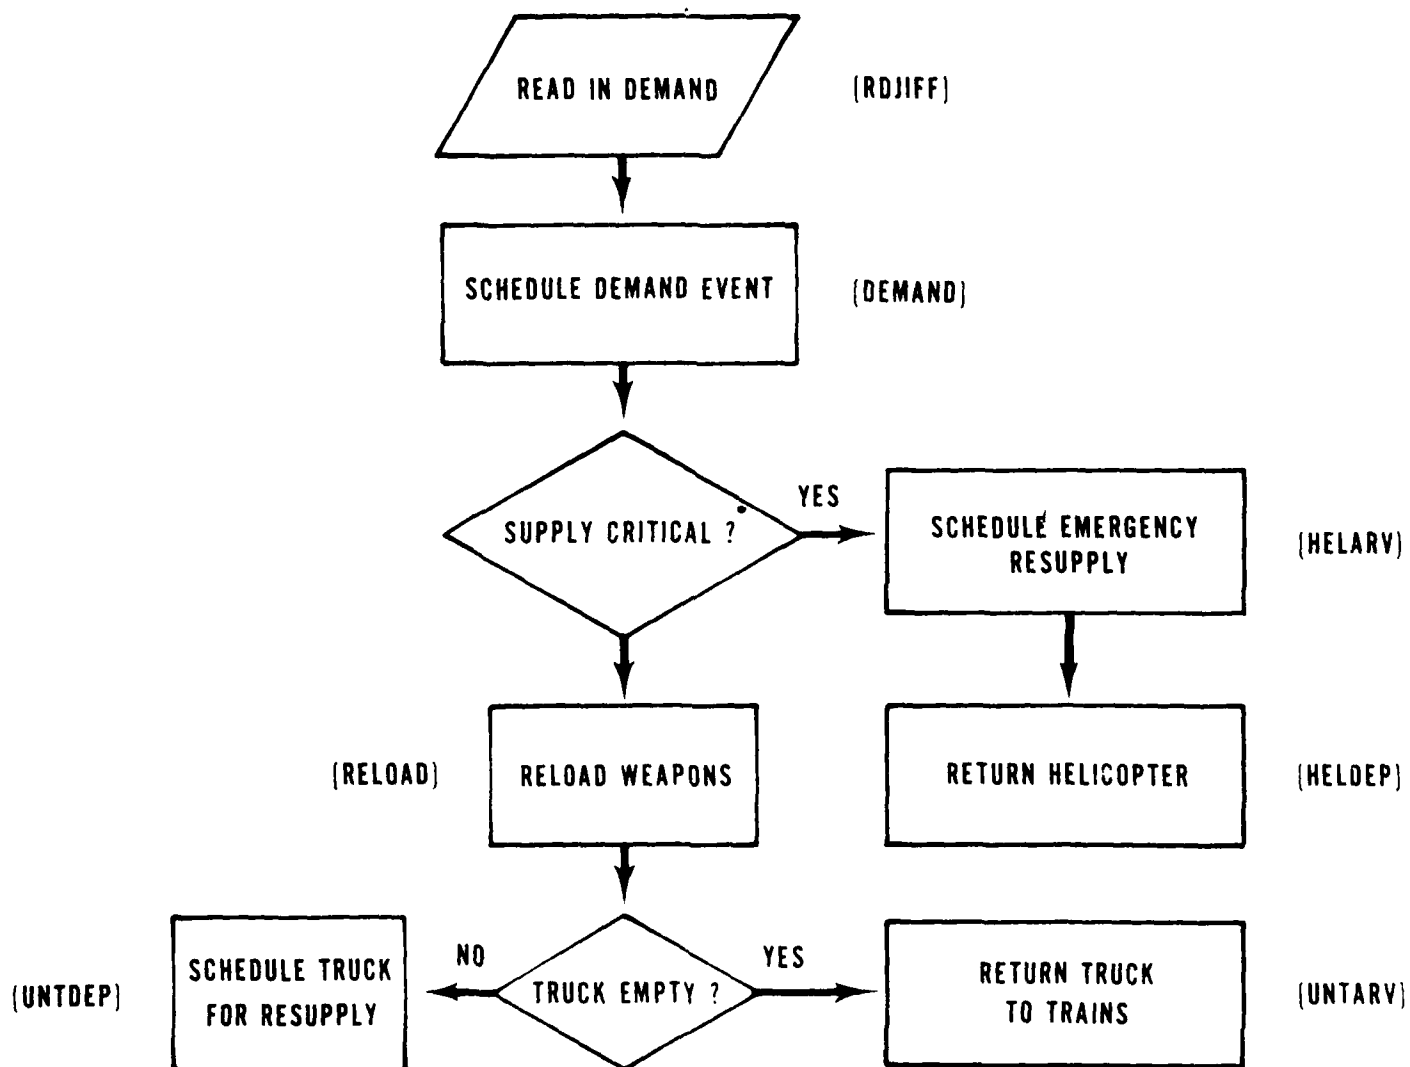 READ IN DEMAND
(RDJIFF)
SCHEDULE DEMAND EVENT
(DEMAND)
SUPPLY CRITICAL ?
YES
SCHEDULE EMERGENCY
RESUPPLY
(HELARV)
(RELOAD)
RELOAD WEAPONS
RETURN HELICOPTER
(HELDEP)
(UNTDEP)
SCHEDULE TRUCK
FOR RESUPPLY
NO
TRUCK EMPTY ?
YES
RETURN TRUCK
TO TRAINS
(UNTARV)